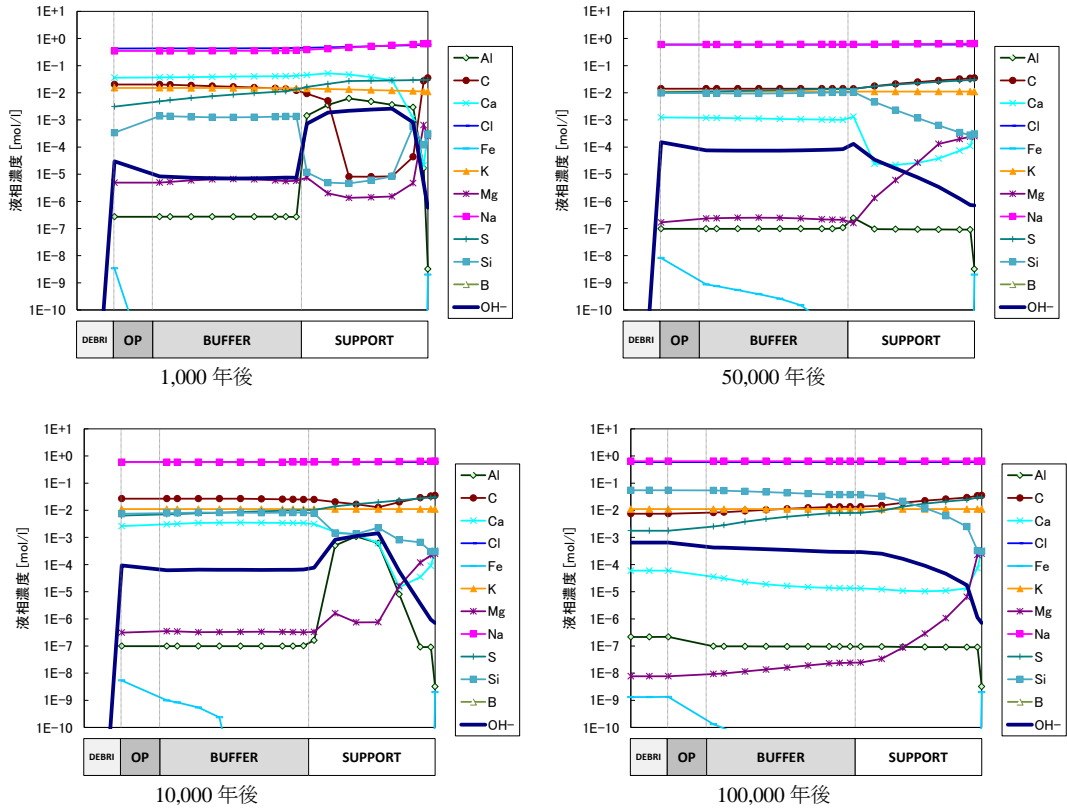 1E+1
1E+0
1E-1
1E-2
1E-3
1E-4
1E-5
1E-6
1E-7
1E-8
1E-9
1E-10
液相濃度 [mol/l]
Al
C
Ca
Cl
Fe
K
Mg
Na
S
Si
B
OH-
DEBRI OP BUFFER SUPPORT
1,000 年後
1E+1
1E+0
1E-1
1E-2
1E-3
1E-4
1E-5
1E-6
1E-7
1E-8
1E-9
1E-10
液相濃度 [mol/l]
Al
C
Ca
Cl
Fe
K
Mg
Na
S
Si
B
OH-
DEBRI OP BUFFER SUPPORT
50,000 年後
1E+1
1E+0
1E-1
1E-2
1E-3
1E-4
1E-5
1E-6
1E-7
1E-8
1E-9
1E-10
液相濃度 [mol/l]
Al
C
Ca
Cl
Fe
K
Mg
Na
S
Si
B
OH-
DEBRI OP BUFFER SUPPORT
10,000 年後
1E+1
1E+0
1E-1
1E-2
1E-3
1E-4
1E-5
1E-6
1E-7
1E-8
1E-9
1E-10
液相濃度 [mol/l]
Al
C
Ca
Cl
Fe
K
Mg
Na
S
Si
B
OH-
DEBRI OP BUFFER SUPPORT
100,000 年後